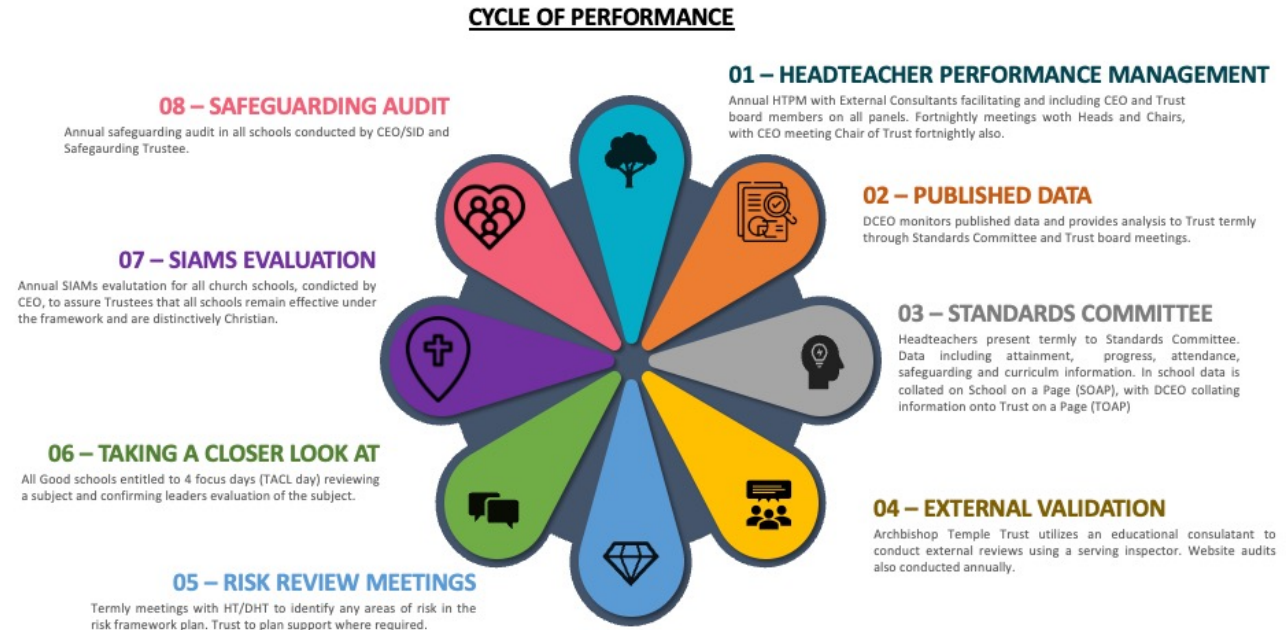 CYCLE OF PERFORMANCE
01 – HEADTEACHER PERFORMANCE MANAGEMENT
Annual HTPM with External Consultants facilitating and including CEO and Trust
board members on all panels. Fortnightly meetings woth Heads and Chairs,
with CEO meeting Chair of Trust fortnightly also.
02 – PUBLISHED DATA
DCEO monitors published data and provides analysis to Trust termly
through Standards Committee and Trust board meetings.
03 – STANDARDS COMMITTEE
Headteachers present termly to Standards Committee.
Data including attainment, progress, attendance,
safeguarding and curriculm information. In school data is
collated on School on a Page (SOAP), with DCEO collating
information onto Trust on a Page (TOAP)
04 – EXTERNAL VALIDATION
Archbishop Temple Trust utilizes an educational consulatant to
conduct external reviews using a serving inspector. Website audits
also conducted annually.
05 – RISK REVIEW MEETINGS
Termly meetings with HT/DHT to identify any areas of risk in the
risk framework plan. Trust to plan support where required.
06 – TAKING A CLOSER LOOK AT
All Good schools entitled to 4 focus days (TACL day) reviewing
a subject and confirming leaders evaluation of the subject.
07 – SIAMS EVALUATION
Annual SIAMs evalutation for all church schools, condicted by
CEO, to assure Trustees that all schools remain effective under
the framework and are distinctively Christian.
08 – SAFEGUARDING AUDIT
Annual safeguarding audit in all schools conducted by CEO/SID and
Safegaurding Trustee.